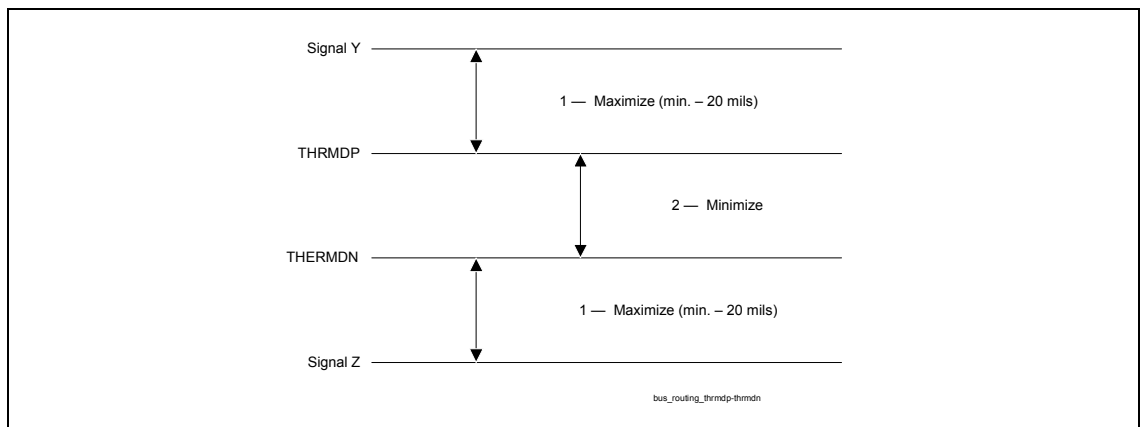 Signal Y
1 — Maximize (min. – 20 mils)
THRMDP
2 — Minimize
THERMDN
1 — Maximize (min. – 20 mils)
Signal Z
bus_routing_thrmdp-thrmdn